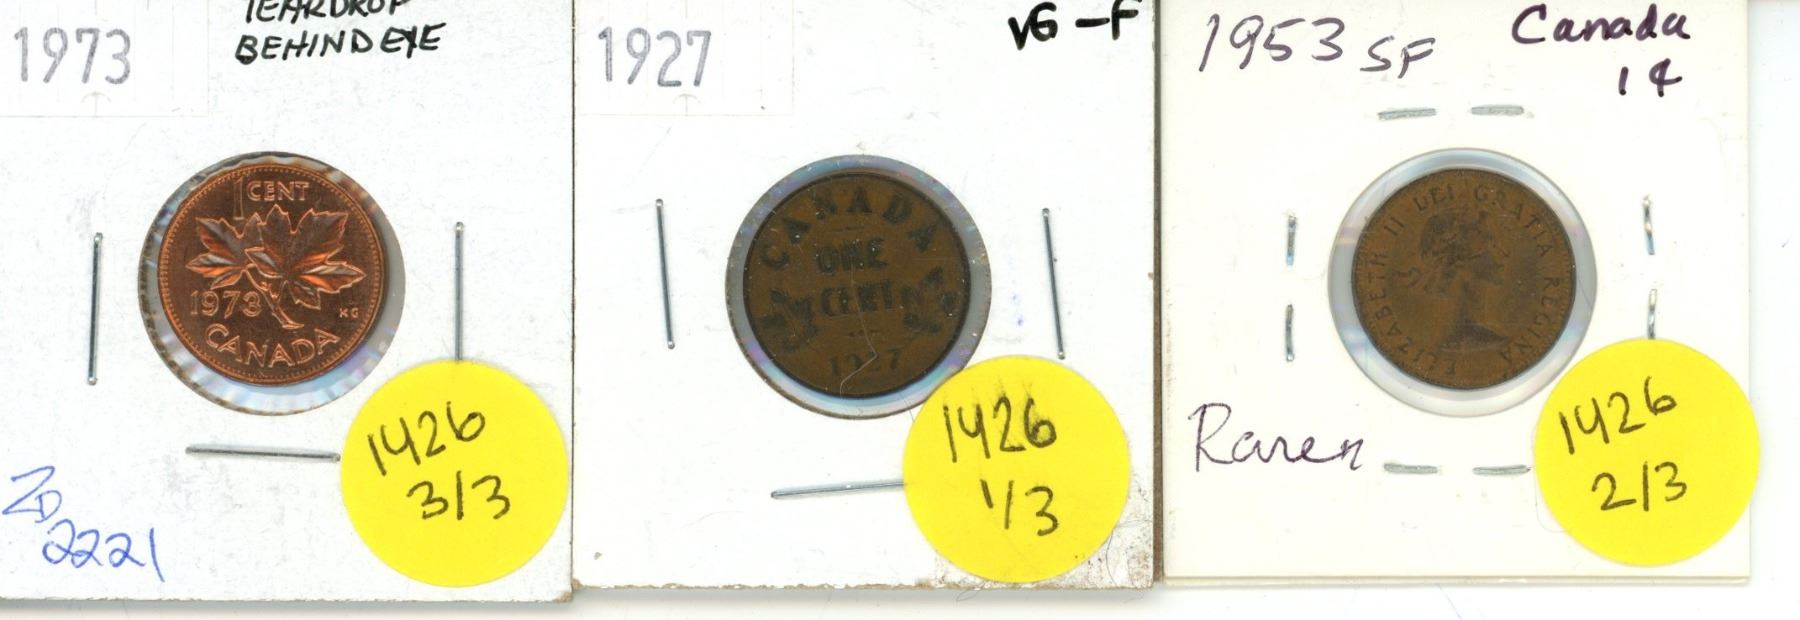 1973
TEARDROP
BEHIND EYE
1 CENT
1973
KG
CANADA
ZD
2221
1426
3/3
1927
VG-F
CANADA
ONE
CENT
1927
1426
1/3
1953 SF
Canada
1¢
ELIZABETH II DEI GRATIA REGINA
Rarer
1426
2/3